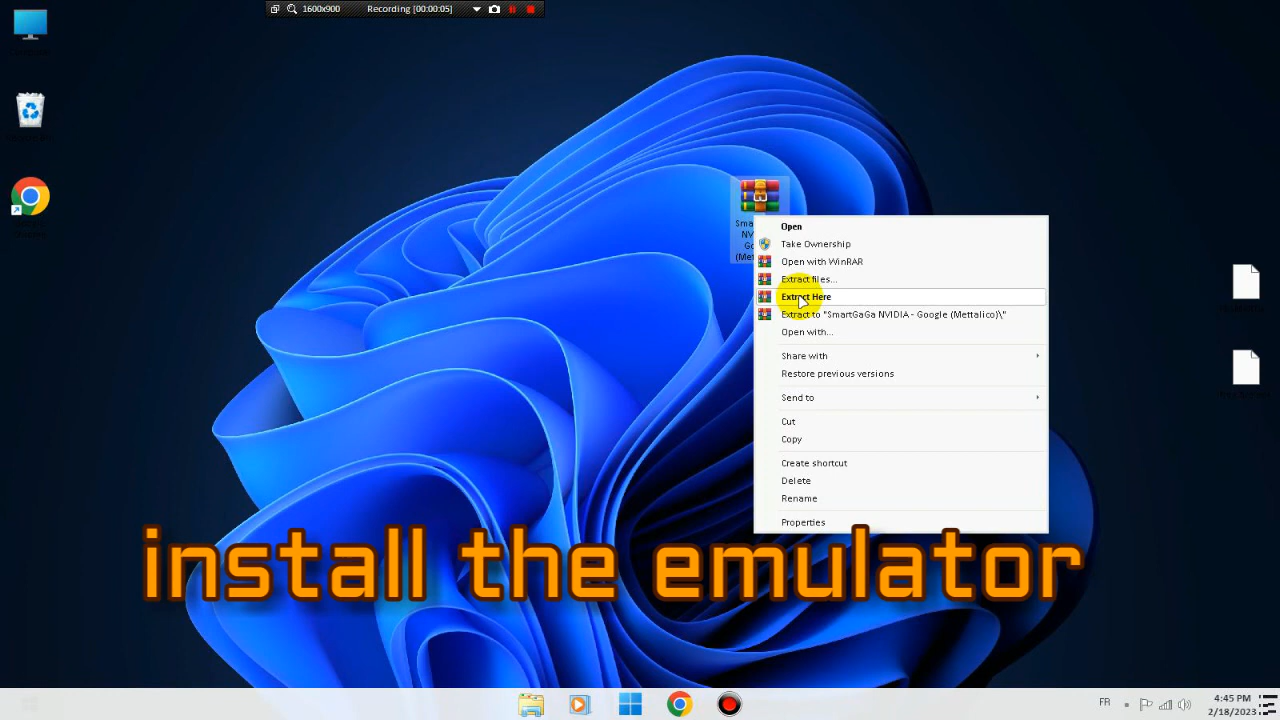 1600x900
Recording [00:00:05]
Open
Take Ownership
Open with WinRAR
Extract files...
Extract Here
Extract to "SmartGaGa NVIDIA - Google (Mettalico)\"
Open with...
Share with
Restore previous versions
Send to
Cut
Copy
Create shortcut
Delete
Rename
Properties
install the emulator
FR
4:45 PM
2/18/2023